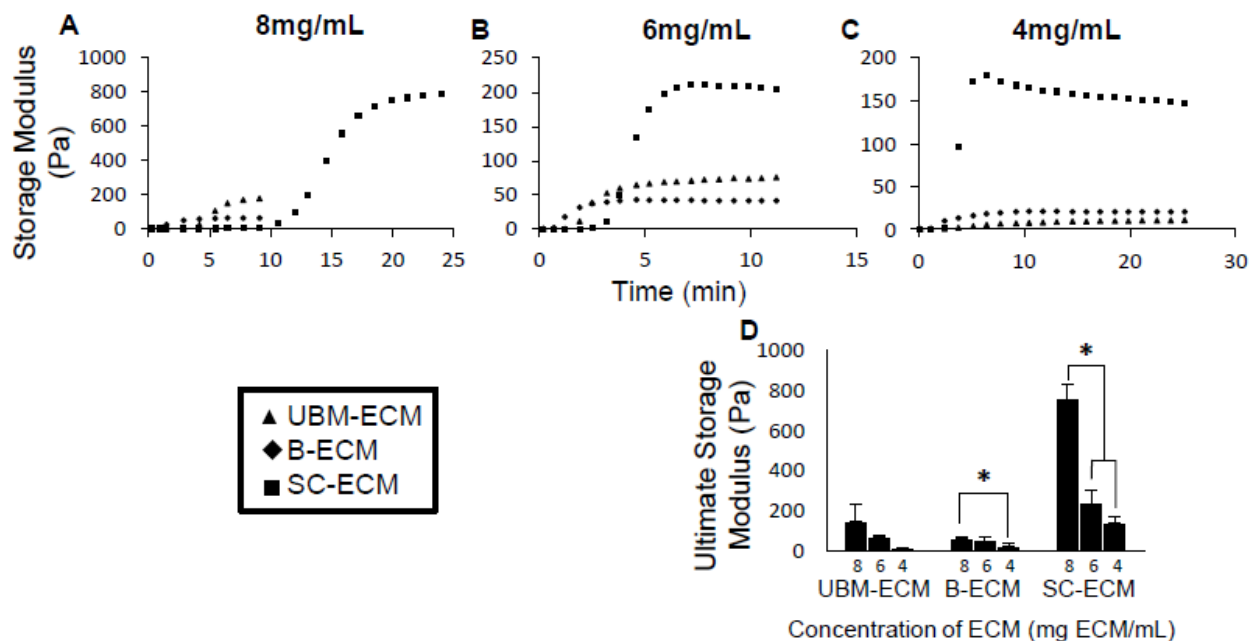 A
8mg/mL
B
6mg/mL
C
4mg/mL
Storage Modulus
(Pa)
1000
800
600
400
200
0
0 5 10 15 20 25
250
200
150
100
50
0
0 5 10 15
200
150
100
50
0
0 10 20 30
Time (min)
UBM-ECM
B-ECM
SC-ECM
D
Ultimate Storage
Modulus (Pa)
1000
800
600
400
200
0
*
*
8 6 4 8 6 4 8 6 4
UBM-ECM B-ECM SC-ECM
Concentration of ECM (mg ECM/mL)